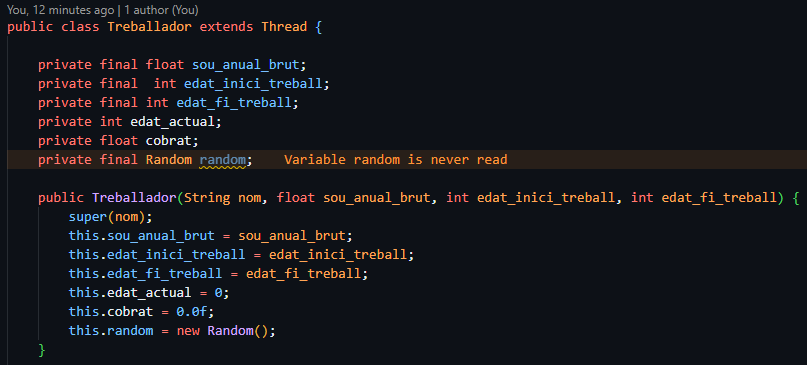 You, 12 minutes ago | 1 author (You)
public class Treballador extends Thread {
private final float sou_anual_brut;
private final  int edat_inici_treball;
private final int edat_fi_treball;
private int edat_actual;
private float cobrat;
private final Random random;    Variable random is never read
public Treballador(String nom, float sou_anual_brut, int edat_inici_treball, int edat_fi_treball) {
super(nom);
this.sou_anual_brut = sou_anual_brut;
this.edat_inici_treball = edat_inici_treball;
this.edat_fi_treball = edat_fi_treball;
this.edat_actual = 0;
this.cobrat = 0.0f;
this.random = new Random();
}